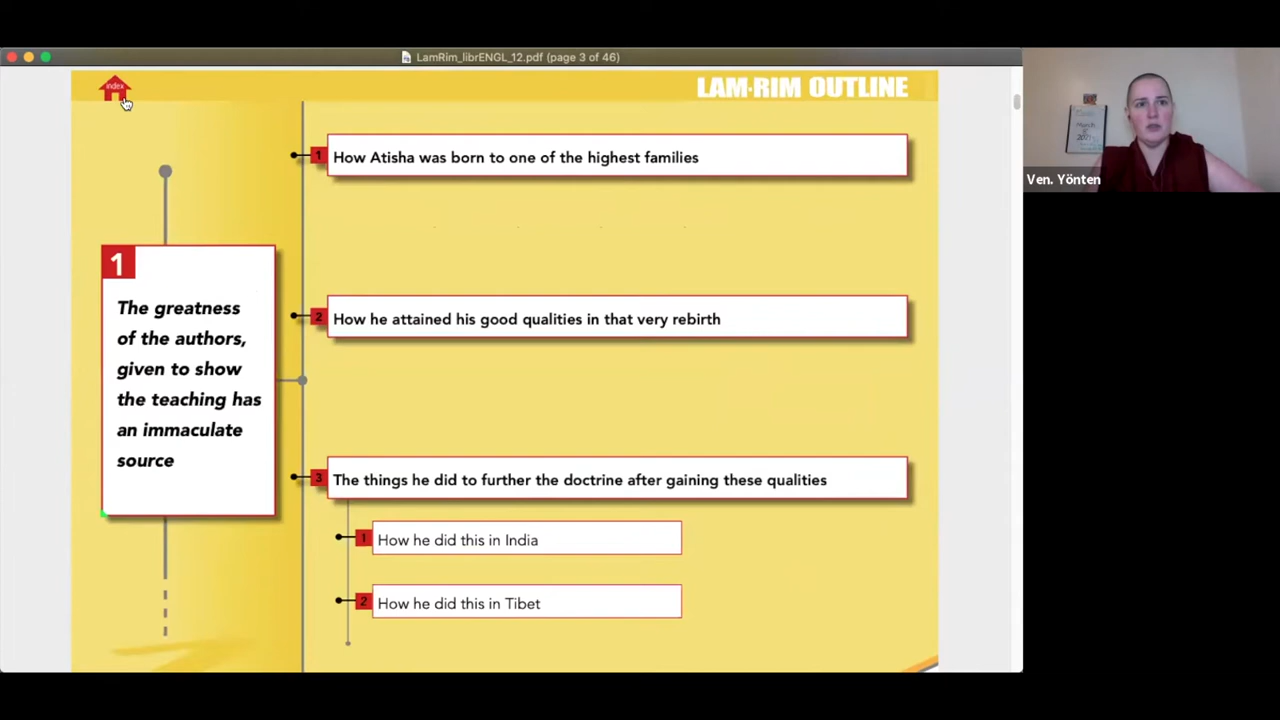 LamRim_librENGL_12.pdf (page 3 of 46)
index
LAM•RIM OUTLINE
1
How Atisha was born to one of the highest families
1
The greatness
of the authors,
given to show
the teaching has
an immaculate
source
2
How he attained his good qualities in that very rebirth
3
The things he did to further the doctrine after gaining these qualities
1
How he did this in India
2
How he did this in Tibet
Ven. Yönten
March